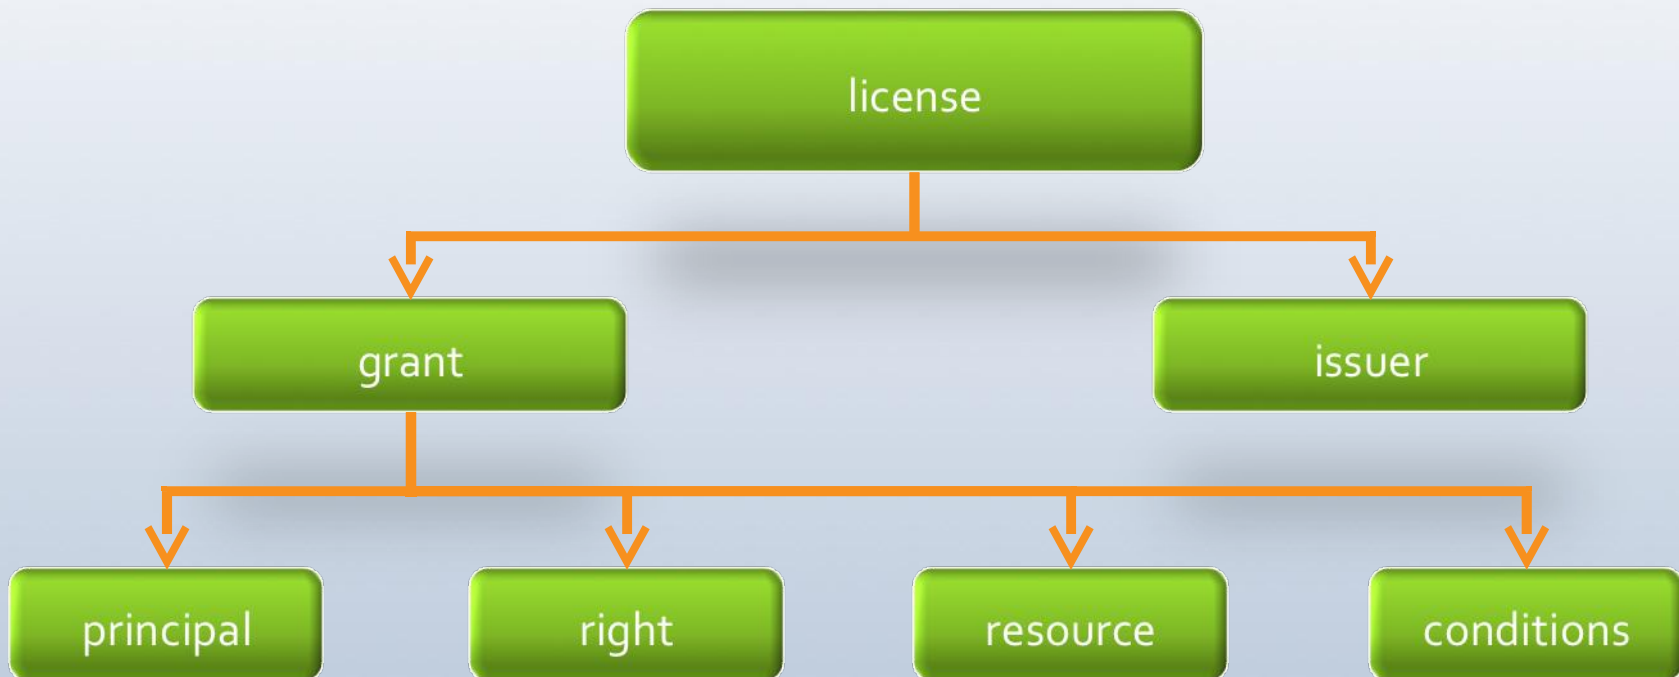 license
grant
issuer
principal
right
resource
conditions